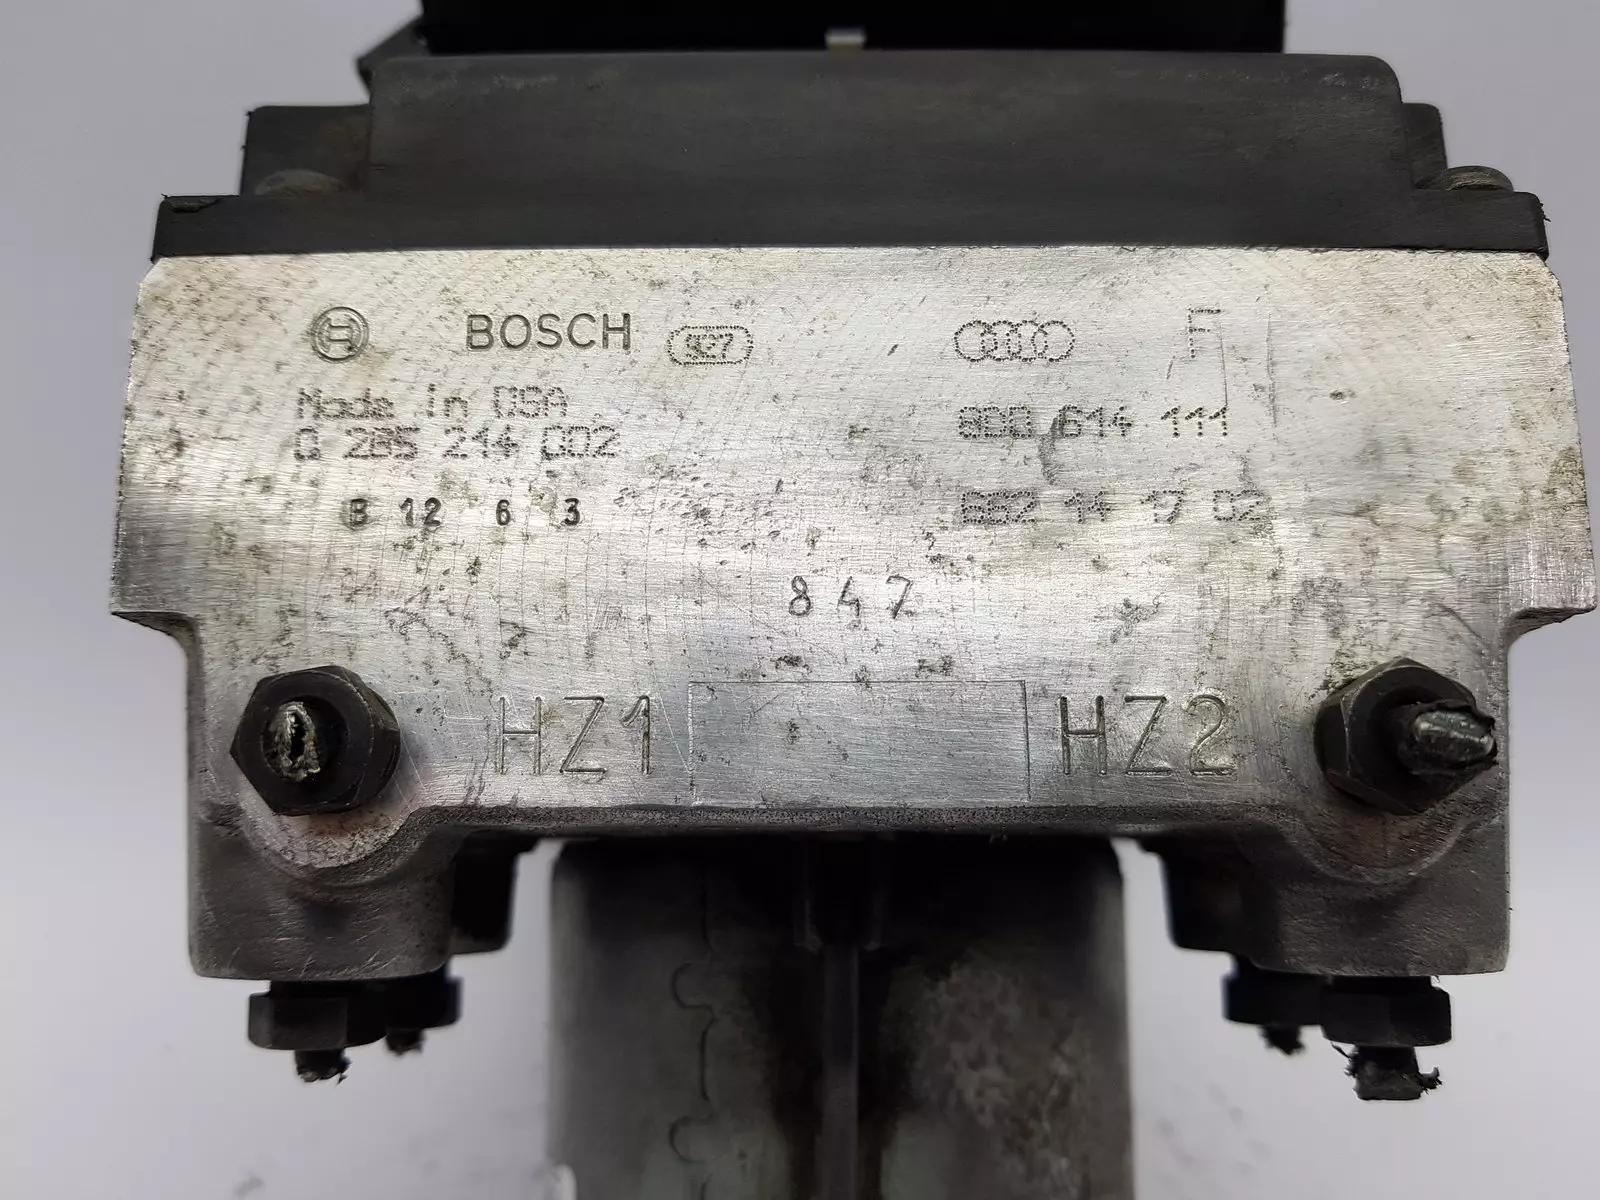 BOSCH
Made in USA
0 265 214 002
B 12 6 3
F
8D0 614 111
662 14 17 02
847
HZ1 HZ2